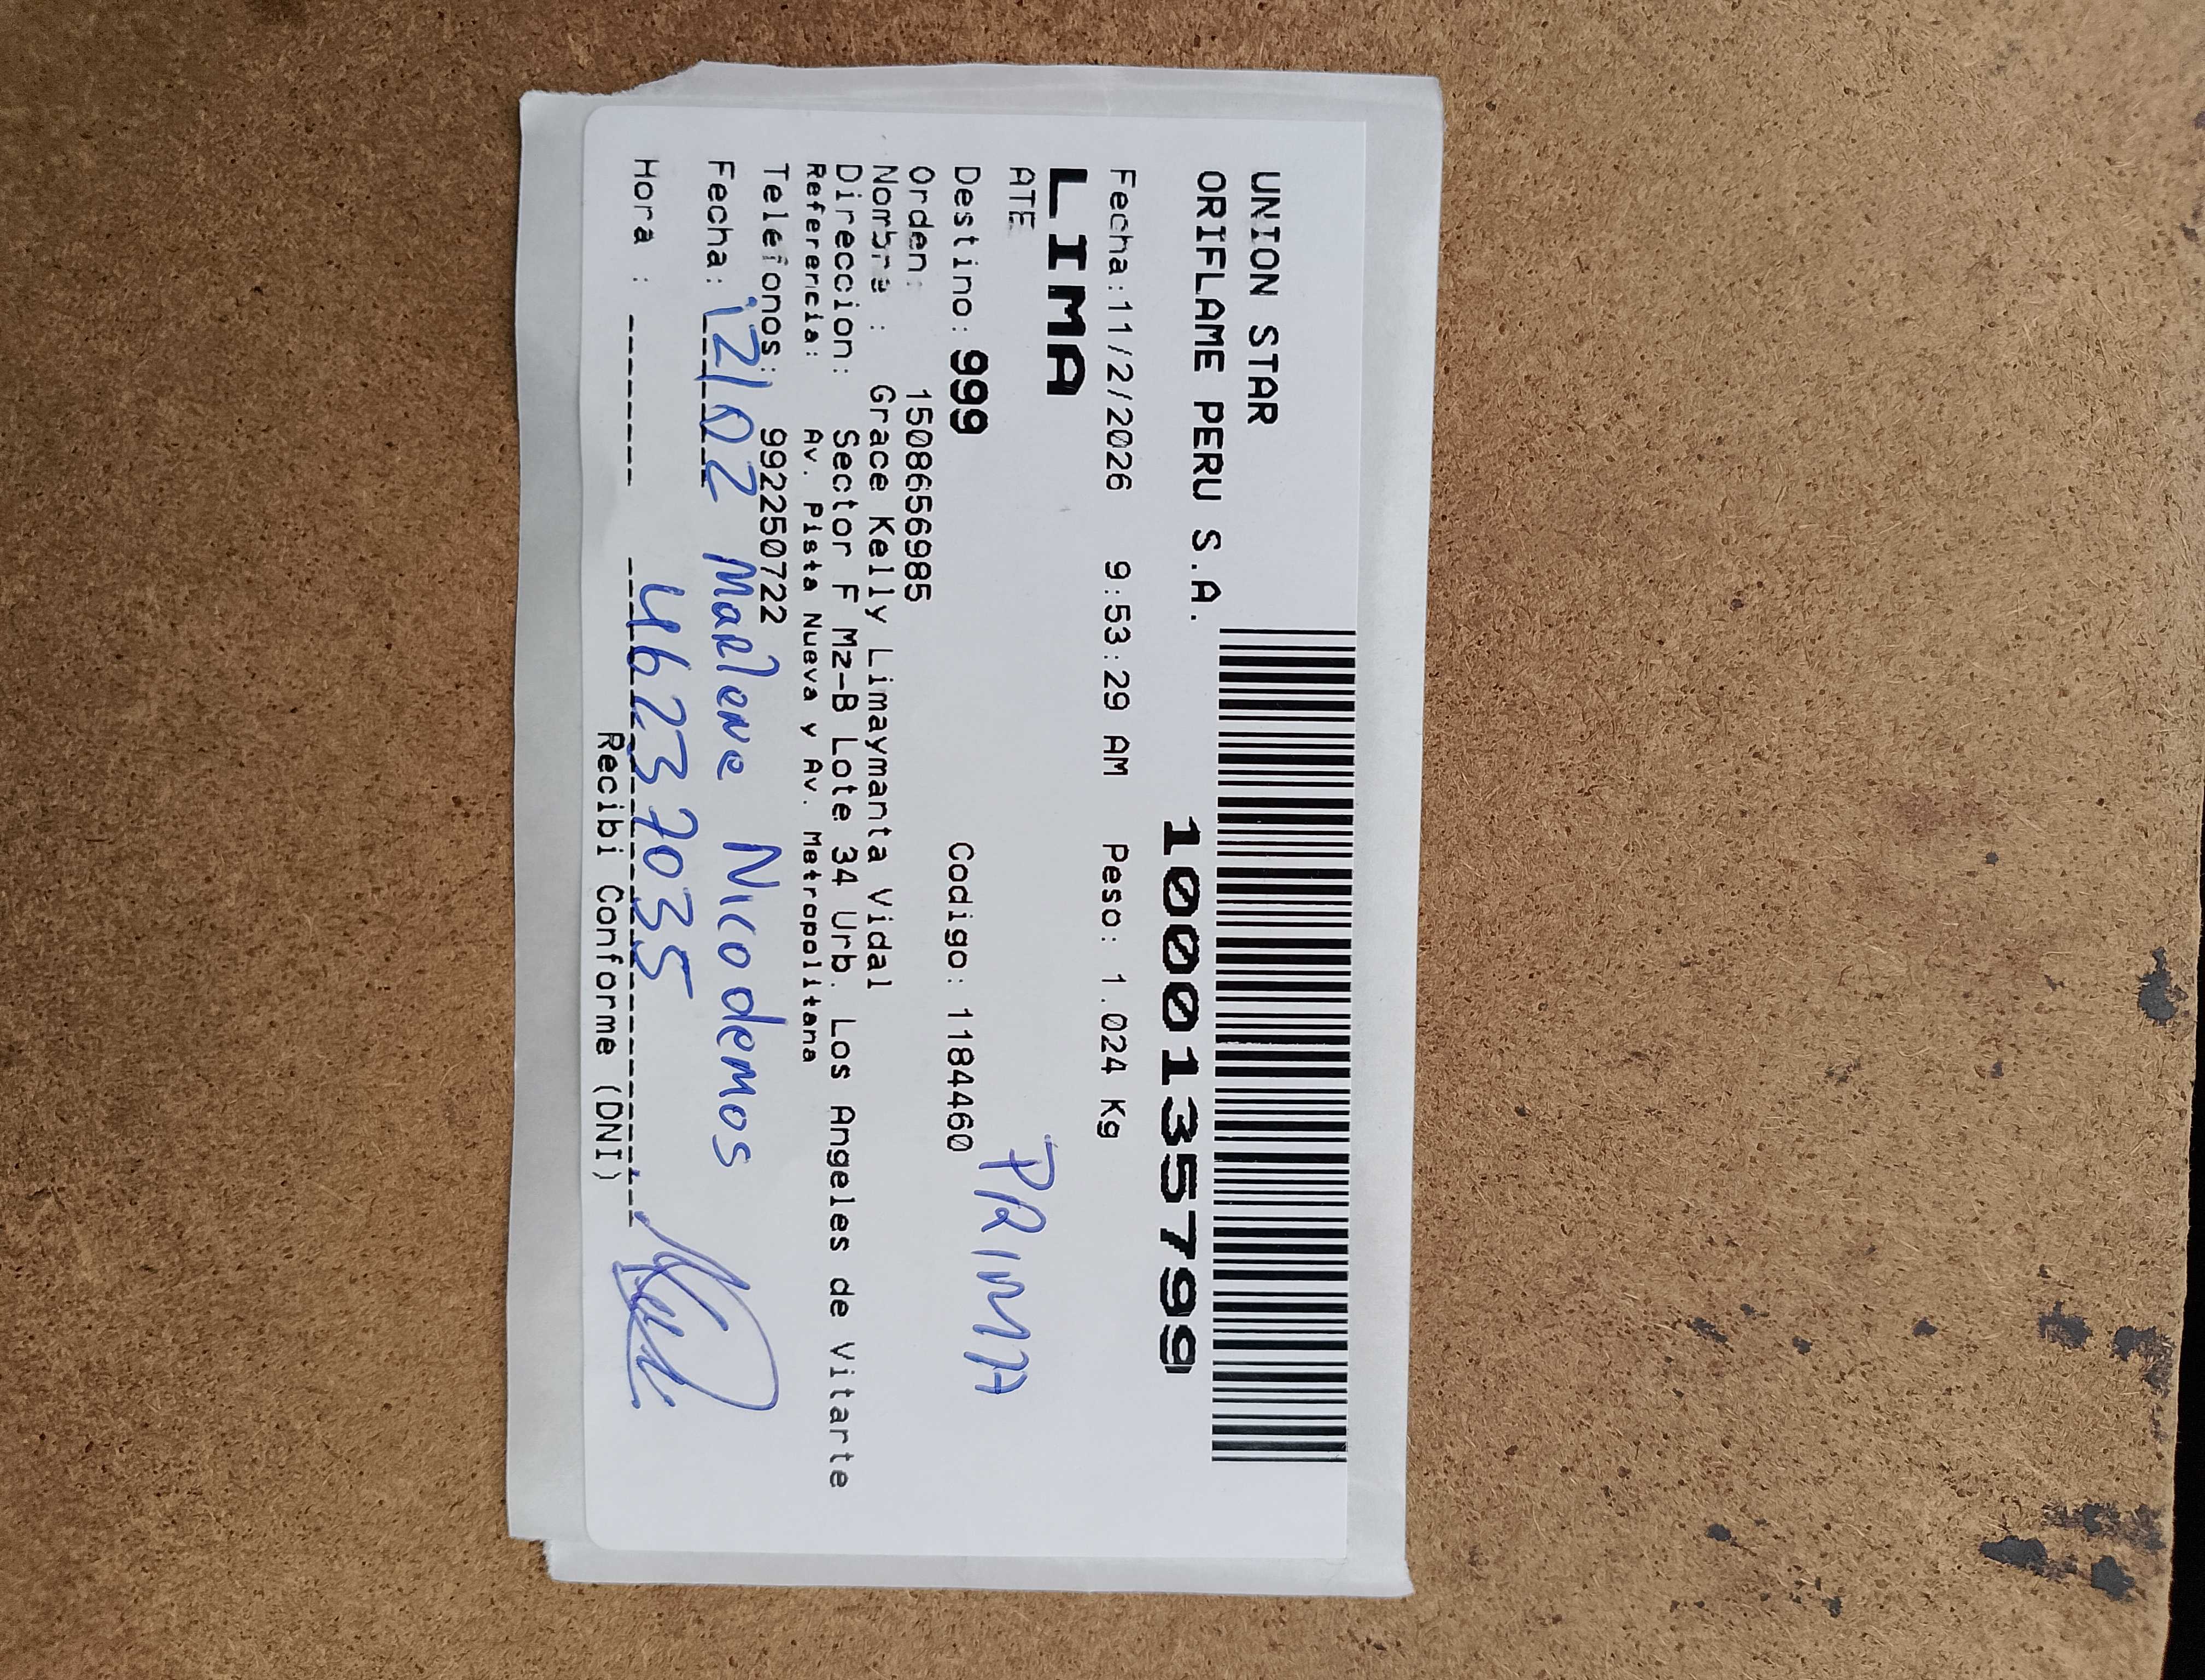 UNION STAR
ORIFLAME PERU S.A.
1000135799
Fecha:11/2/2026 9:53:29 AM Peso: 1.024 Kg
LIMA
ATE
PRIMA
Destino: 999 Codigo: 1184460
Orden: 1508656985
Nombre : Grace Kelly Limaymanta Vidal
Direccion: Sector F Mz-B Lote 34 Urb. Los Angeles de Vitarte
Referencia: Av. Pista Nueva y Av. Metropolitana
Telefonos: 992250722
Fecha: 12/02 Marlene Nicodemos
Hora : 46237035
Recibi Conforme (DNI)